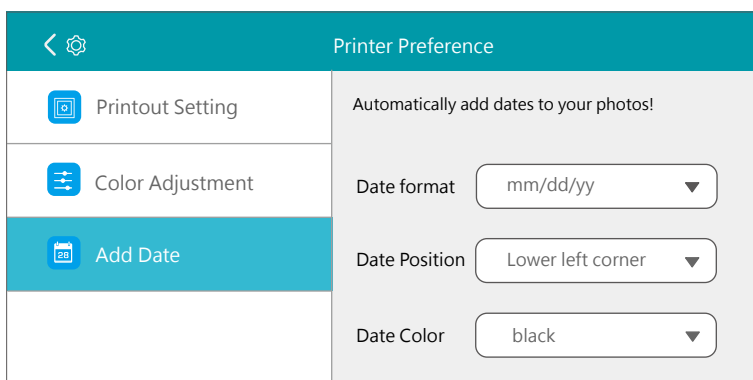 Printer Preference
Printout Setting
Color Adjustment
28
Add Date
Automatically add dates to your photos!
Date format
mm/dd/yy
Date Position
Lower left corner
Date Color
black